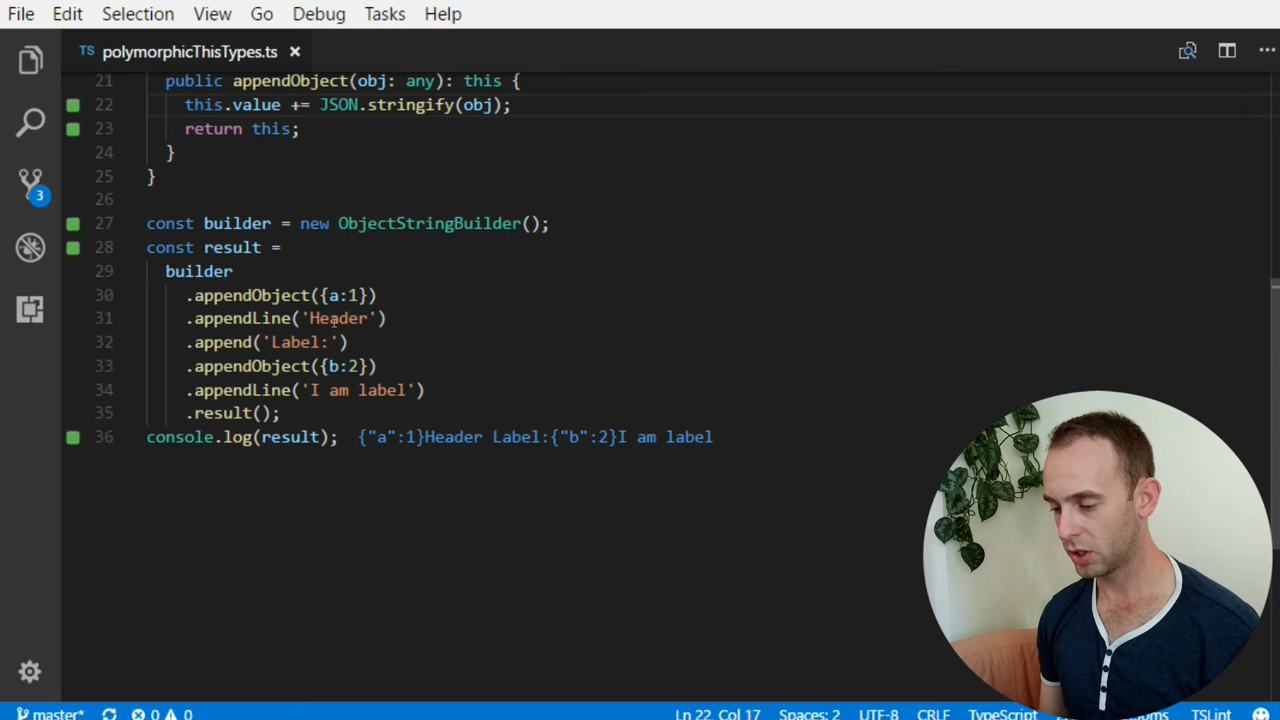 File Edit Selection View Go Debug Tasks Help
TS polymorphicThisTypes.ts ×
21 public appendObject(obj: any): this {
22 this.value += JSON.stringify(obj);
23 return this;
24 }
25 }
26
27 const builder = new ObjectStringBuilder();
28 const result =
29 builder
30 .appendObject({a:1})
31 .appendLine('Header')
32 .append('Label:')
33 .appendObject({b:2})
34 .appendLine('I am label')
35 .result();
36 console.log(result); {"a":1}Header Label:{"b":2}I am label
3
master* 0 0 Ln 22, Col 17 Spaces: 2 UTF-8 CRLF TypeScript TSLint